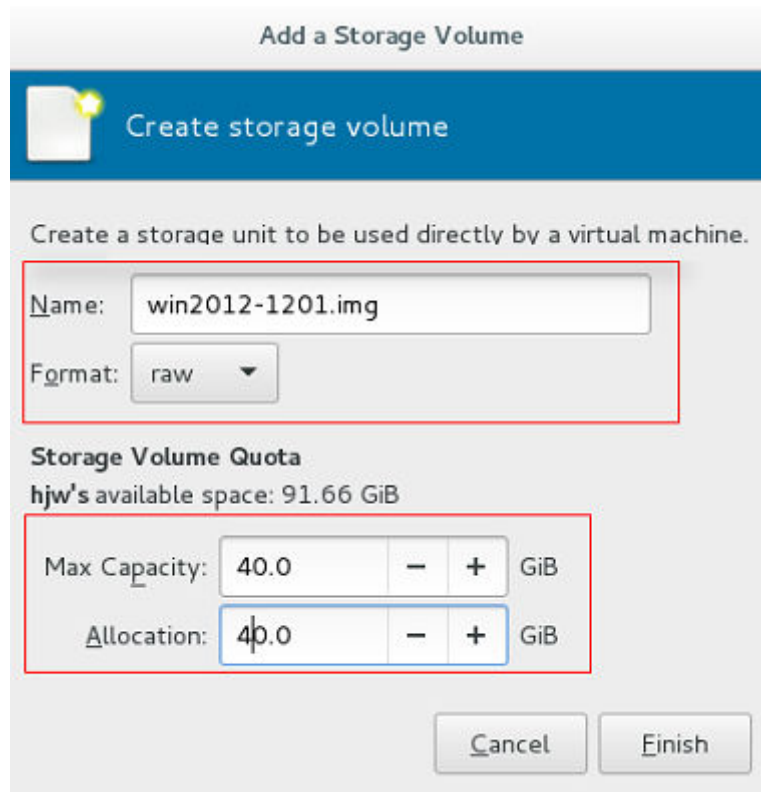 Add a Storage Volume
Create storage volume
Create a storage unit to be used directly by a virtual machine.
Name: win2012-1201.img
Format: raw
Storage Volume Quota
hjw's available space: 91.66 GiB
Max Capacity: 40.0 − + GiB
Allocation: 40.0 − + GiB
Cancel Finish